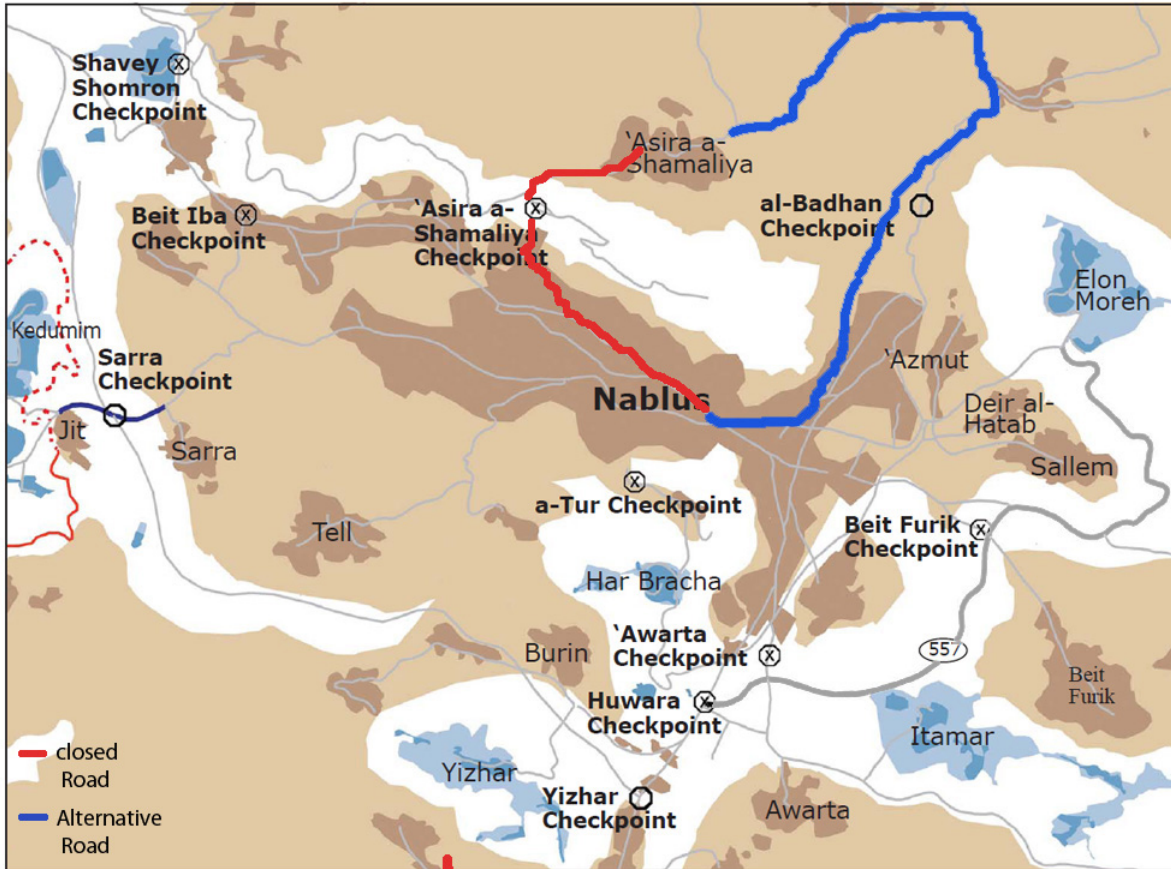 Shavey
Shomron
Checkpoint
'Asira a-
Shamaliya
Beit Iba
Checkpoint
‘Asira a-
Shamaliya
Checkpoint
al-Badhan
Checkpoint
Elon
Moreh
Kedumim
Sarra
Checkpoint
‘Azmut
Nablus
Deir al-
Hatab
Jit
Sarra
Sallem
a-Tur Checkpoint
Tell
Beit Furik
Checkpoint
Har Bracha
‘Awarta
Checkpoint
557
Burin
Beit
Furik
Huwara
Checkpoint
Itamar
closed
Road
Yizhar
Yizhar
Checkpoint
Awarta
Alternative
Road